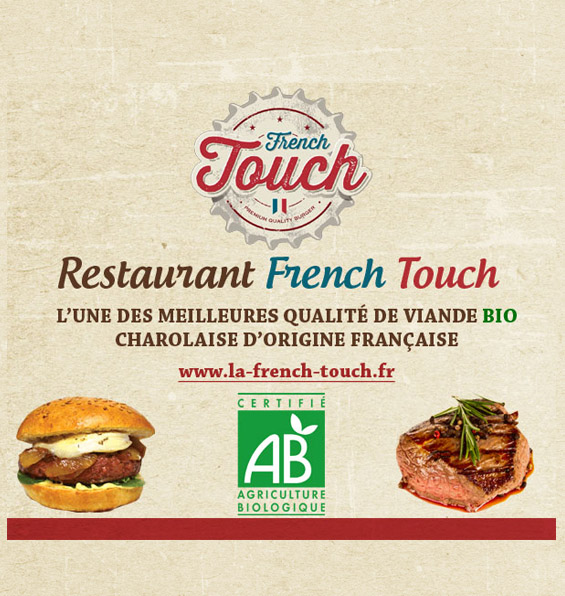 French
Touch
PREMIUM QUALITY BURGER
Restaurant French Touch
L'UNE DES MEILLEURES QUALITÉ DE VIANDE BIO
CHAROLAISE D'ORIGINE FRANÇAISE
www.la-french-touch.fr
CERTIFIÉ
AB
AGRICULTURE
BIOLOGIQUE